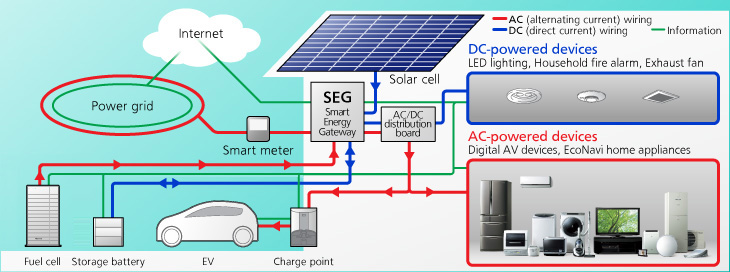 AC (alternating current) wiring
DC (direct current) wiring
Information
Internet
DC-powered devices
LED lighting, Household fire alarm, Exhaust fan
Solar cell
SEG
Smart
Energy
Gateway
Power grid
AC/DC
distribution
board
Smart meter
AC-powered devices
Digital AV devices, EcoNavi home appliances
Fuel cell
Storage battery
EV
Charge point